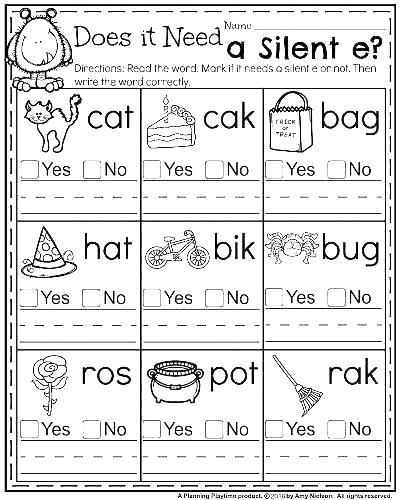 Name
Does it Need
a Silent e?
Directions: Read the word. Mark if it needs a silent e or not. Then
write the word correctly.
cat cak TRICK OR TREAT bag
Yes No Yes No Yes No
hat bik bug
Yes No Yes No Yes No
ros pot rak
Yes No Yes No Yes No
A Planning Playtime product. ©2016 by Amy Nielson. All rights reserved.